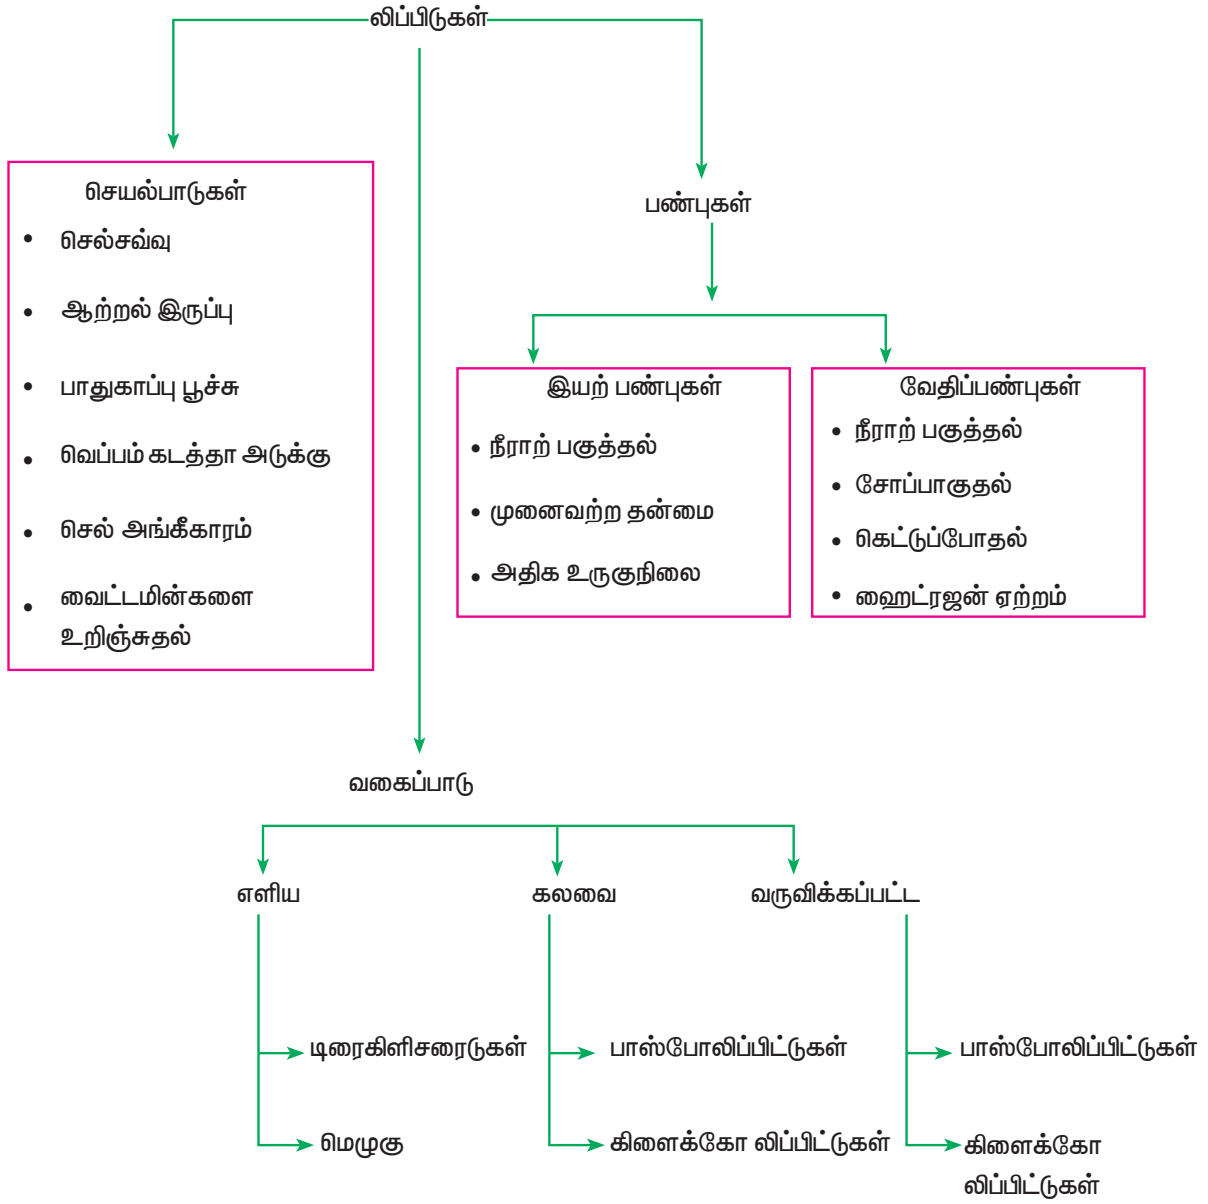 லிப்பிடுகள்
செயல்பாடுகள்
• செல்சவ்வு
• ஆற்றல் இருப்பு
• பாதுகாப்பு பூச்சு
• வெப்பம் கடத்தா அடுக்கு
• செல் அங்கீகாரம்
• வைட்டமின்களை
உறிஞ்சுதல்
பண்புகள்
இயற் பண்புகள்
• நீராற் பகுத்தல்
• முனைவற்ற தன்மை
• அதிக உருகுநிலை
வேதிப்பண்புகள்
• நீராற் பகுத்தல்
• சோப்பாகுதல்
• கெட்டுப்போதல்
• ஹைட்ரஜன் ஏற்றம்
வகைப்பாடு
எளிய
கலவை
வருவிக்கப்பட்ட
டிரைகிளிசரைடுகள்
பாஸ்போலிப்பிட்டுகள்
பாஸ்போலிப்பிட்டுகள்
மெழுகு
கிளைக்கோ லிப்பிட்டுகள்
கிளைக்கோ
லிப்பிட்டுகள்